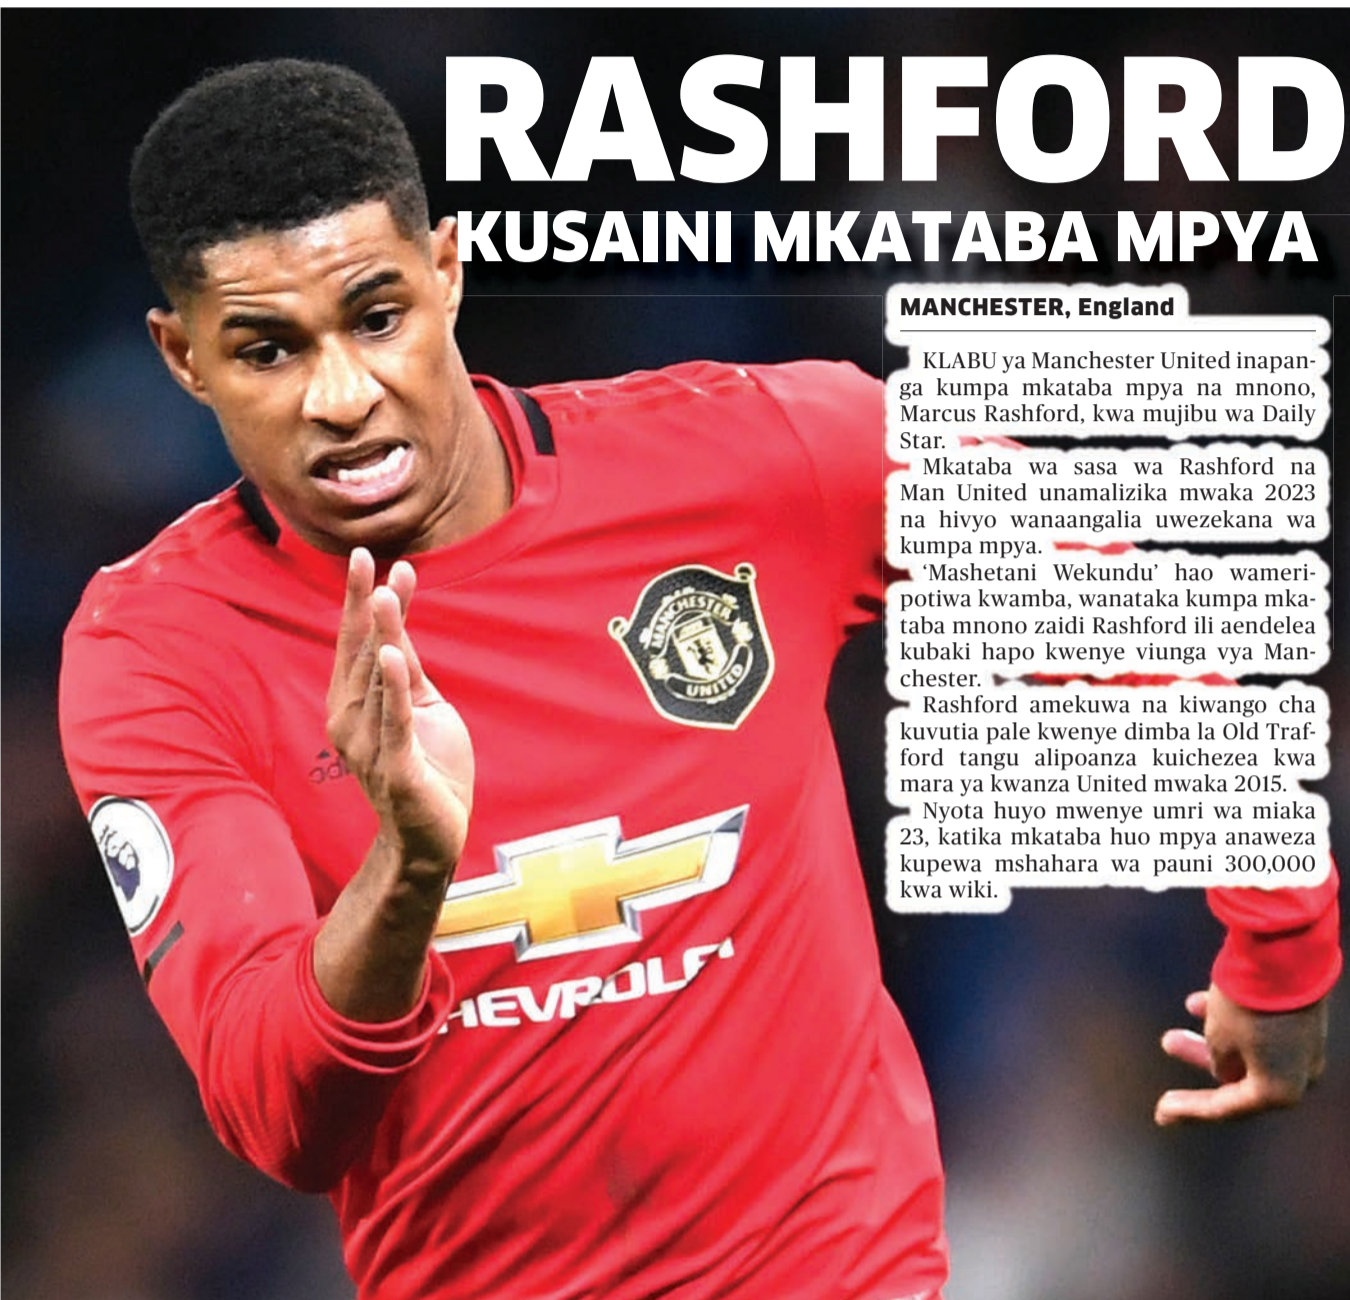 RASHFORD
KUSAINI MKATABA MPYA
MANCHESTER, England
KLABU ya Manchester United inapan-
ga kumpa mkataba mpya na mnono,
Marcus Rashford, kwa mujibu wa Daily
Star.
Mkataba wa sasa wa Rashford na
Man United unamalizika mwaka 2023
na hivyo wanaangalia uwezekana wa
kumpa mpya.
‘Mashetani Wekundu’ hao wameri-
potiwa kwamba, wanataka kumpa mka-
taba mnono zaidi Rashford ili aendelea
kubaki hapo kwenye viunga vya Man-
chester.
Rashford amekuwa na kiwango cha
kuvutia pale kwenye dimba la Old Traf-
ford tangu alipoanza kuichezea kwa
mara ya kwanza United mwaka 2015.
Nyota huyo mwenye umri wa miaka
23, katika mkataba huo mpya anaweza
kupewa mshahara wa pauni 300,000
kwa wiki.
MANCHESTER
UNITED
HEVROLET